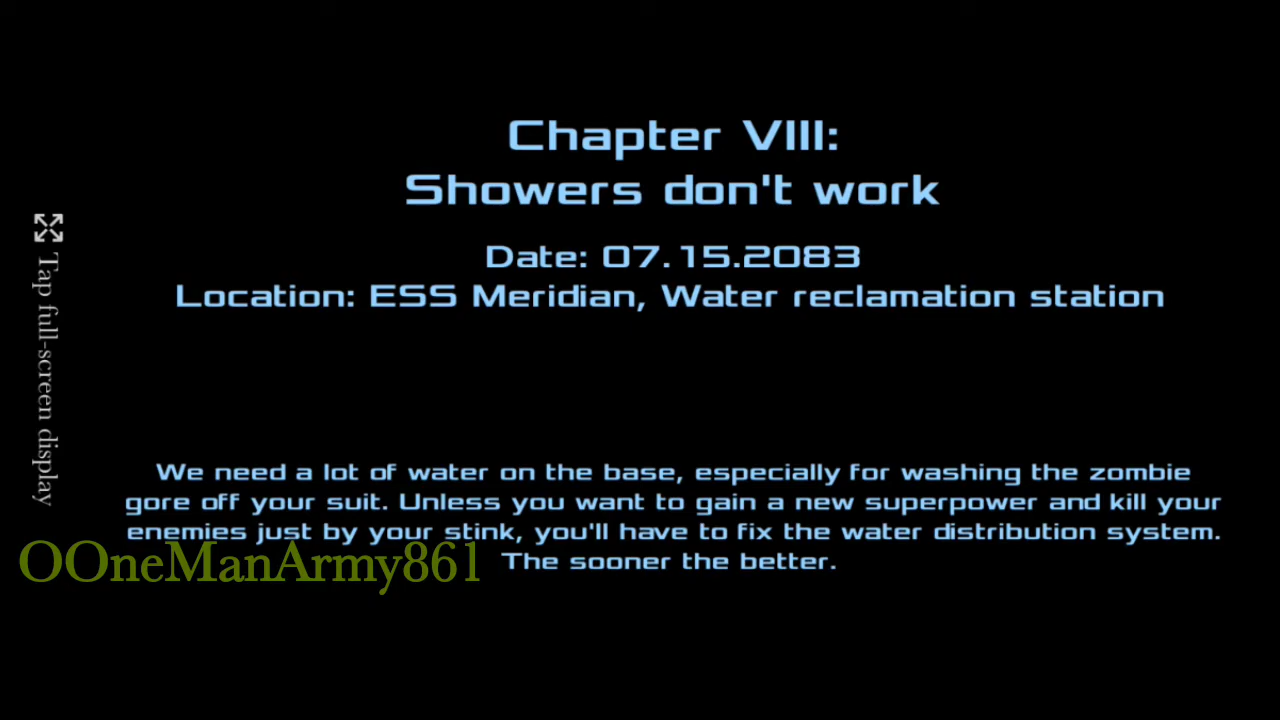 Chapter VIII:
Showers don't work
Date: 07.15.2083
Location: ESS Meridian, Water reclamation station
Tap full-screen display
We need a lot of water on the base, especially for washing the zombie
gore off your suit. Unless you want to gain a new superpower and kill your
enemies just by your stink, you'll have to fix the water distribution system.
The sooner the better.
OOneManArmy861